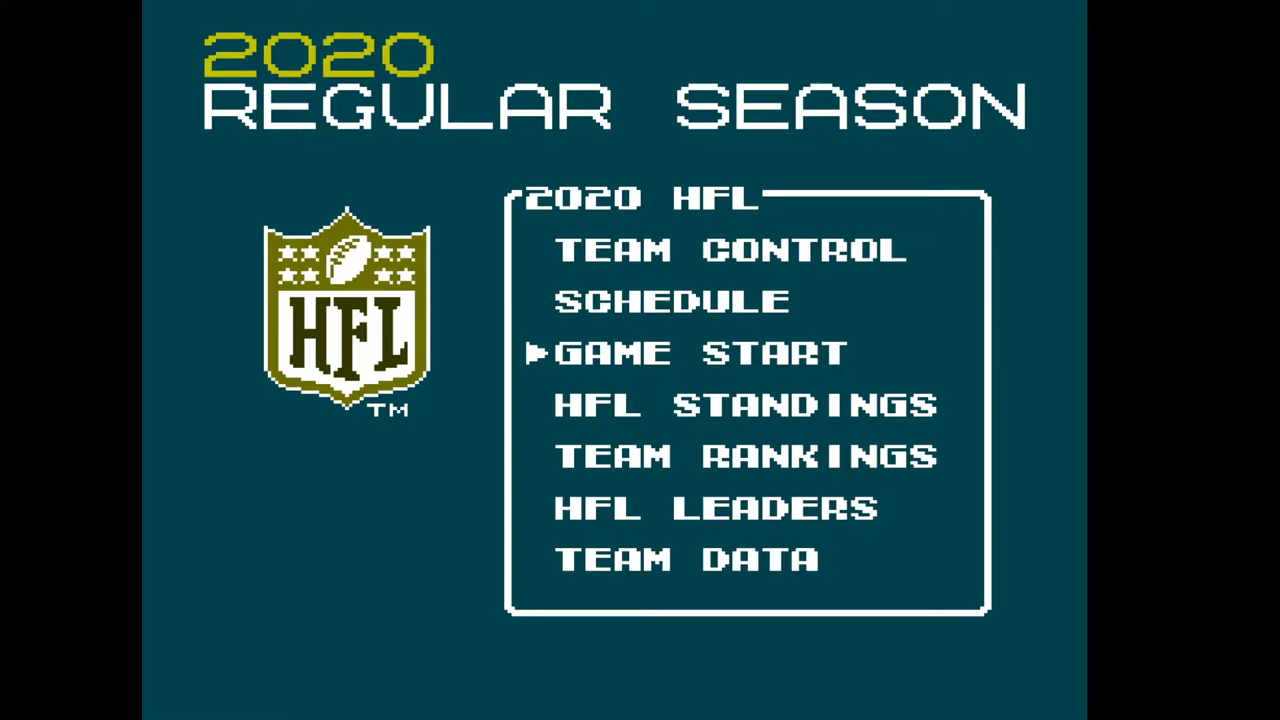 2020
REGULAR SEASON
HFL
TM
2020 HFL
TEAM CONTROL
SCHEDULE
GAME START
HFL STANDINGS
TEAM RANKINGS
HFL LEADERS
TEAM DATA